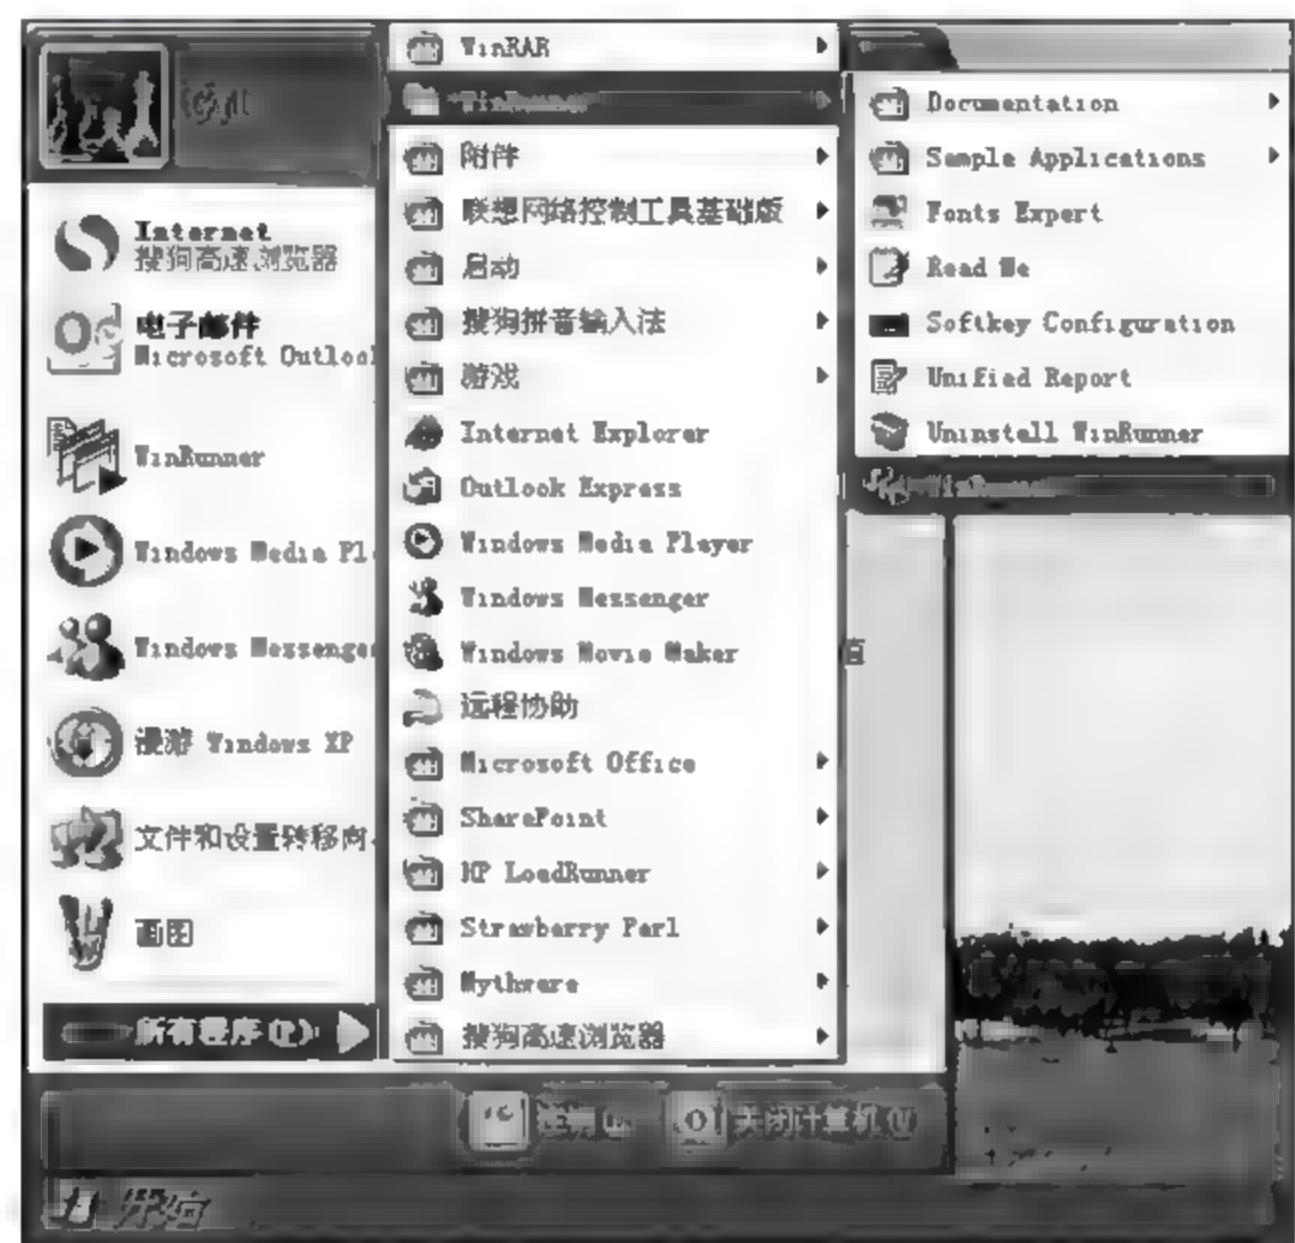 Internet
搜狗高速浏览器
电子邮件
Microsoft Outlook
WinRunner
Windows Media Pl
Windows Messenger
漫游 Windows XP
文件和设置转移向
画图
所有程序(P)
WinRAR
WinRunner
附件
联想网络控制工具基础版
启动
搜狗拼音输入法
游戏
Internet Explorer
Outlook Express
Windows Media Player
Windows Messenger
Windows Movie Maker
远程协助
Microsoft Office
SharePoint
HP LoadRunner
Strawberry Perl
Mythware
搜狗高速浏览器
Documentation
Sample Applications
Fonts Expert
Read Me
Softkey Configuration
Unified Report
Uninstall WinRunner
WinRunner
注销(L)
关闭计算机(U)
开始